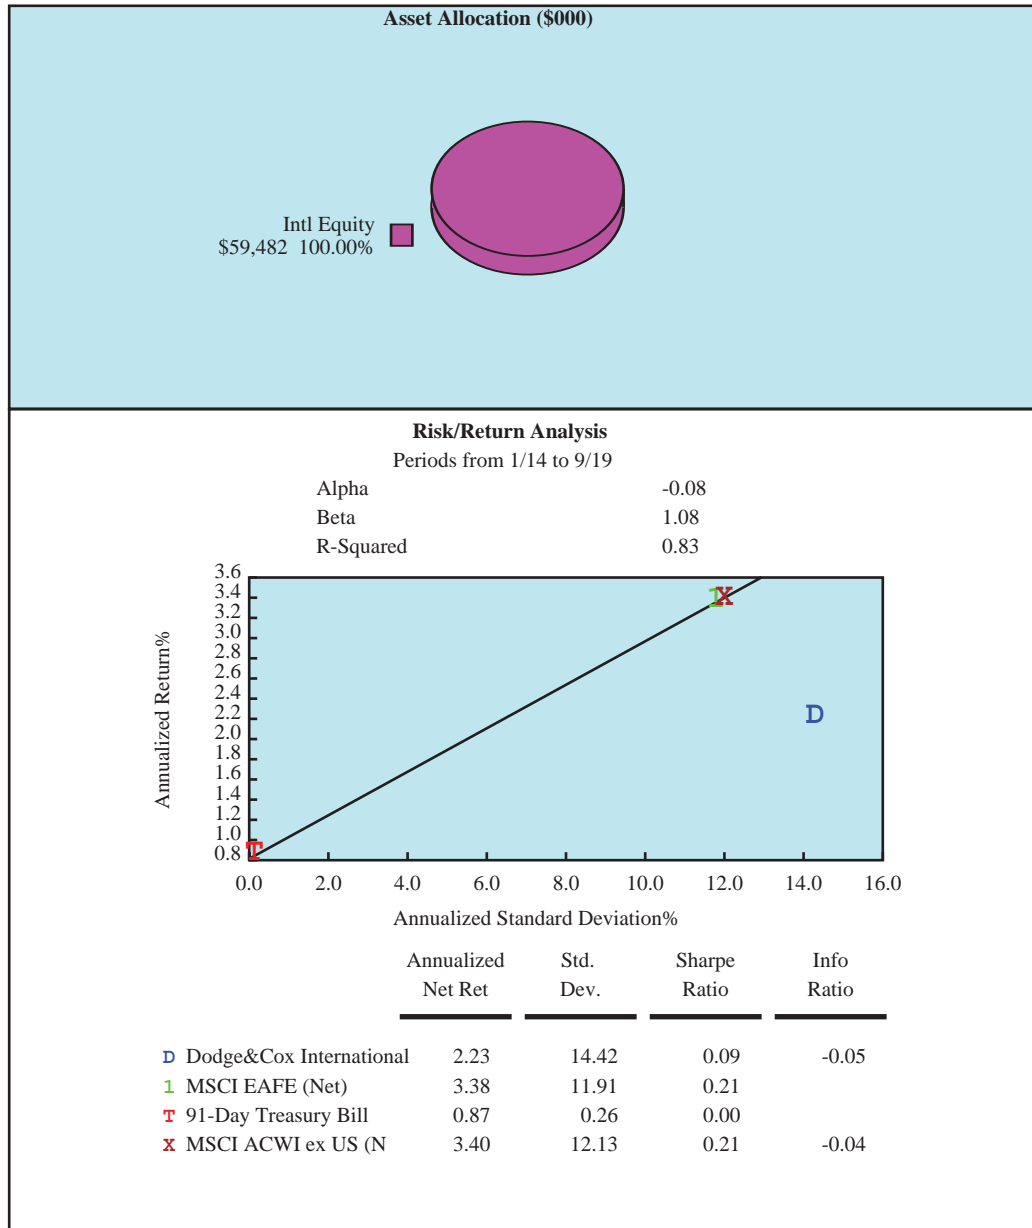 Asset Allocation ($000)
Intl Equity
$59,482 100.00%
Risk/Return Analysis
Periods from 1/14 to 9/19
Alpha -0.08
Beta 1.08
R-Squared 0.83
3.6
3.4
3.2
3.0
2.8
2.6
2.4
2.2
2.0
1.8
1.6
1.4
1.2
1.0
0.8
Annualized Return%
1
X
D
T
0.0 2.0 4.0 6.0 8.0 10.0 12.0 14.0 16.0
Annualized Standard Deviation%
Annualized Std. Sharpe Info
Net Ret Dev. Ratio Ratio
D Dodge&Cox International 2.23 14.42 0.09 -0.05
1 MSCI EAFE (Net) 3.38 11.91 0.21
T 91-Day Treasury Bill 0.87 0.26 0.00
X MSCI ACWI ex US (N 3.40 12.13 0.21 -0.04